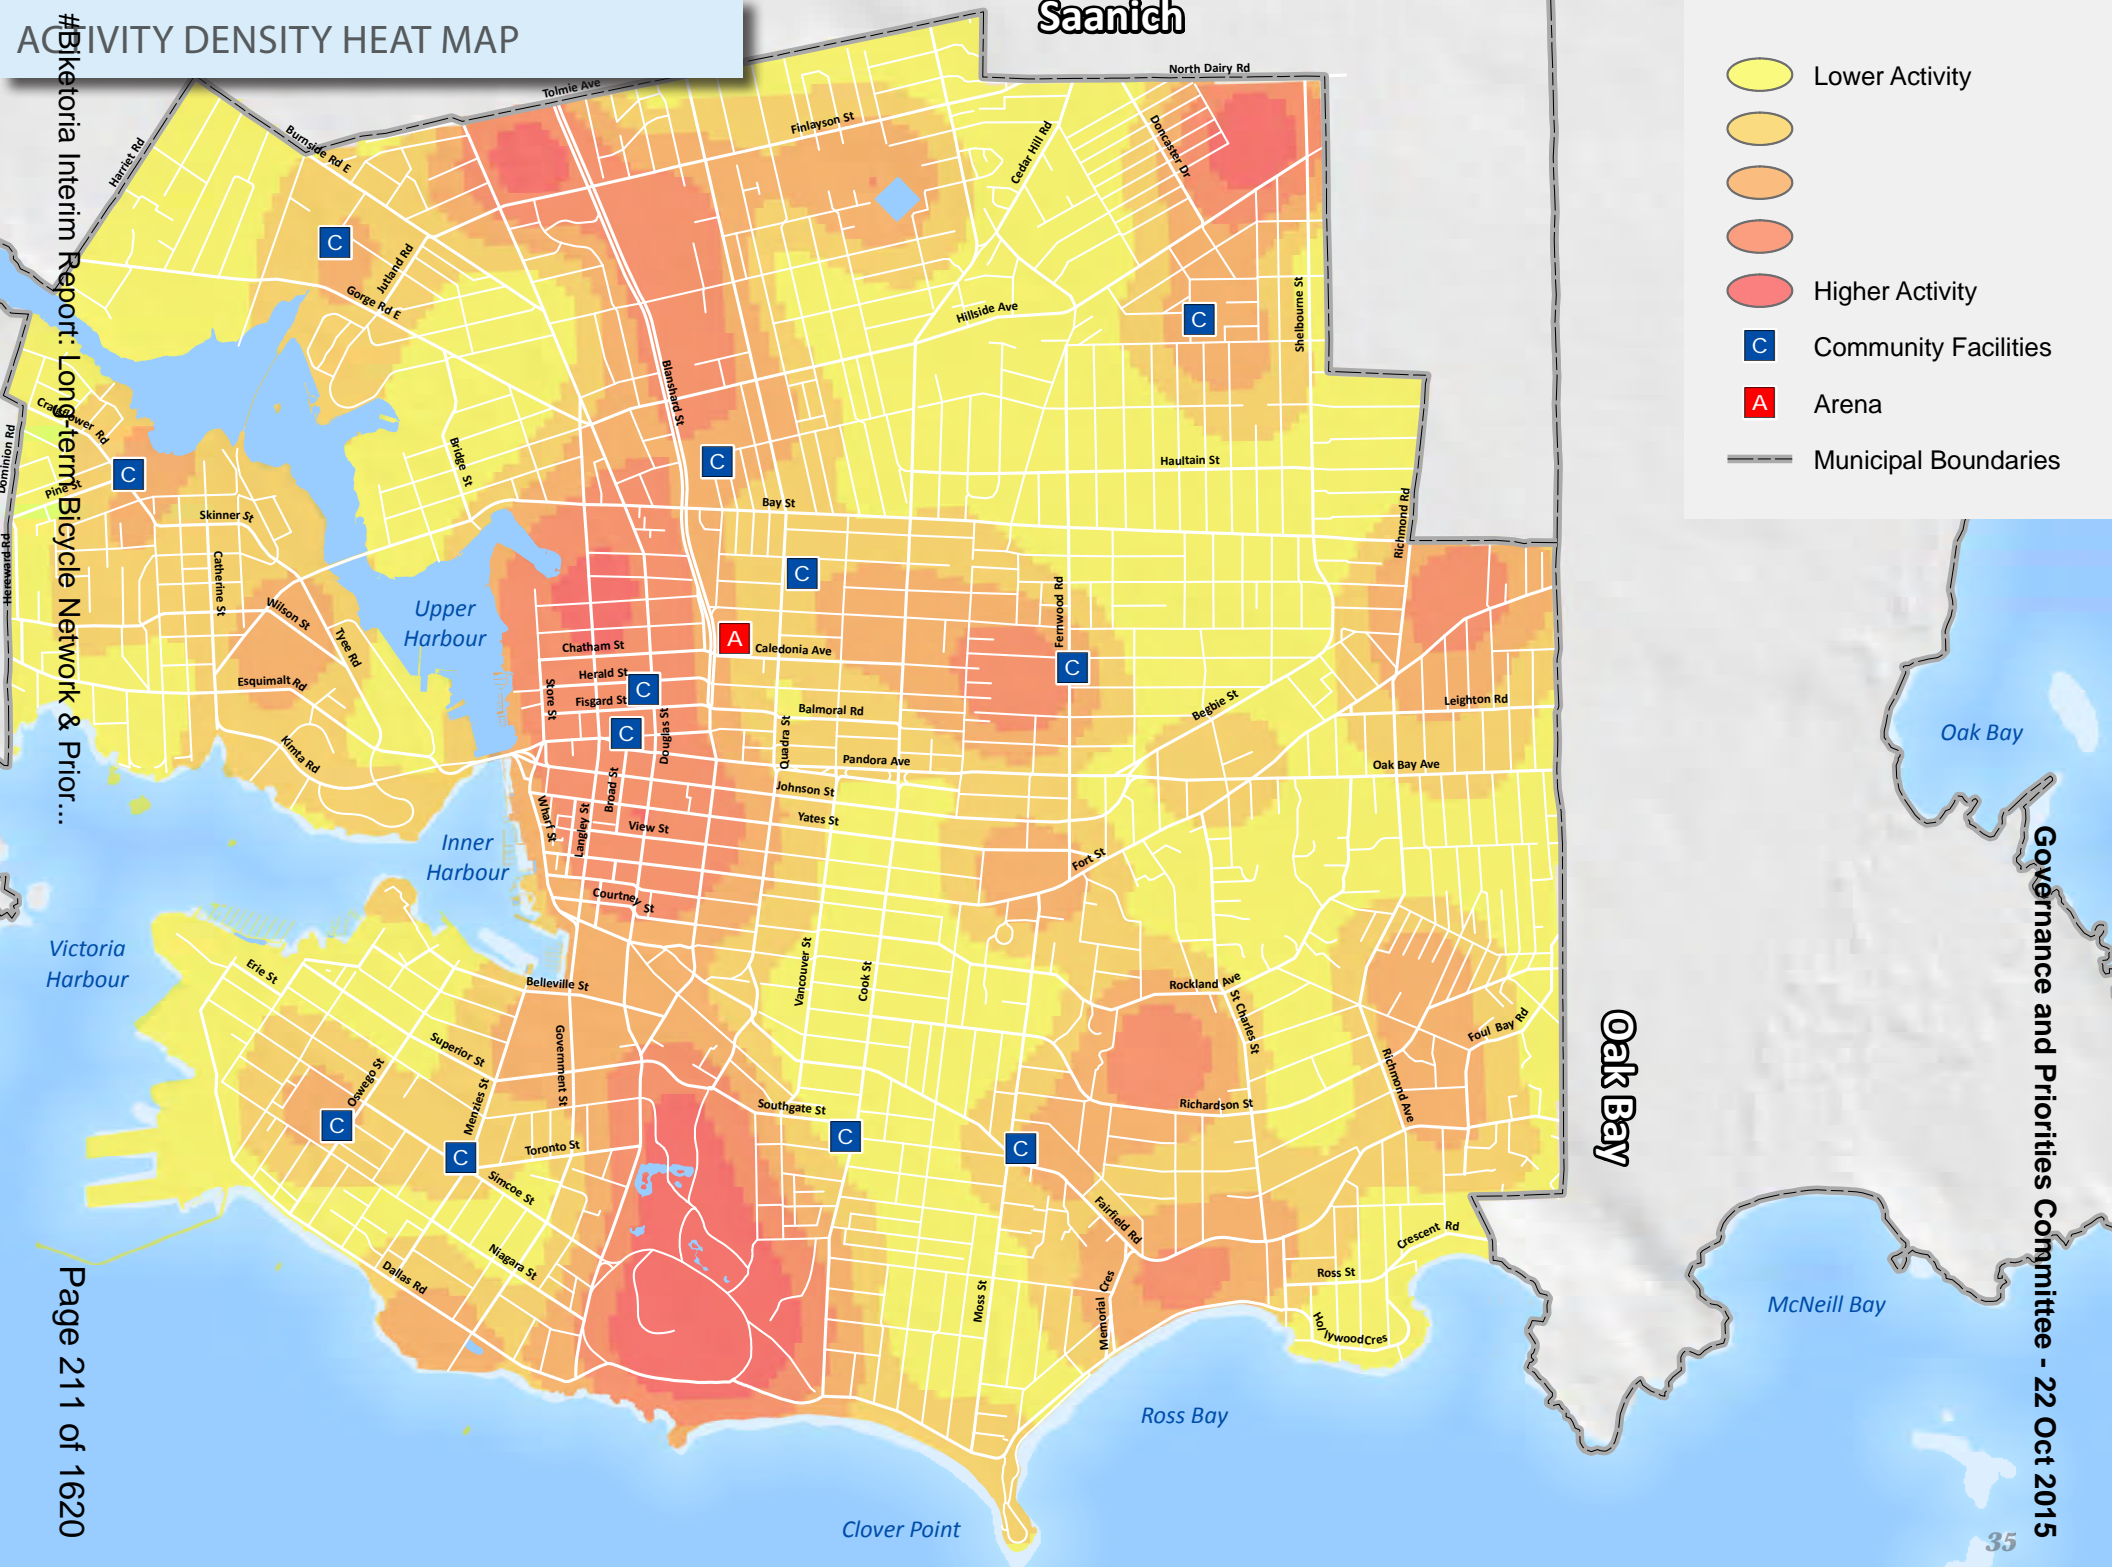 ACTIVITY DENSITY HEAT MAP
#Biketoria Interim Report: Long-term Bicycle Network & Prior...
Page 211 of 1620
Governance and Priorities Committee - 22 Oct 2015
35
Lower Activity
Higher Activity
C Community Facilities
A Arena
Municipal Boundaries
Saanich
North Dairy Rd
Tolmie Ave
Finlayson St
Burnside Rd E
Harriet Rd
Cedar Hill Rd
Doncaster Dr
C
Jutland Rd
Gorge Rd E
Hillside Ave
C
Shelbourne St
Blanshard St
Craigflower Rd
Dominion Rd
C
Pine St
Bridge St
C
Haultain St
Bay St
Skinner St
Richmond Rd
Hereward Rd
Catherine St
C
Upper
Harbour
Wilson St
Tyee Rd
Fernwood Rd
Chatham St
A
Caledonia Ave
C
Herald St
C
Esquimalt Rd
Store St
Fisgard St
Douglas St
Balmoral Rd
Begbie St
Leighton Rd
C
Quadra St
Kimta Rd
Pandora Ave
Oak Bay Ave
Oak Bay
Broad St
Johnson St
Wharf St
Langley St
View St
Yates St
Inner
Harbour
Fort St
Courtney St
Victoria
Harbour
Erie St
Belleville St
Vancouver St
Cook St
Rockland Ave
St Charles St
Foul Bay Rd
Oak Bay
Superior St
Government St
Oswego St
Menzies St
Richmond Ave
Southgate St
Richardson St
C
C
C
C
Toronto St
Simcoe St
Fairfield Rd
Crescent Rd
Niagara St
Dallas Rd
Moss St
Memorial Cres
Ross St
Hollywood Cres
McNeill Bay
Ross Bay
Clover Point